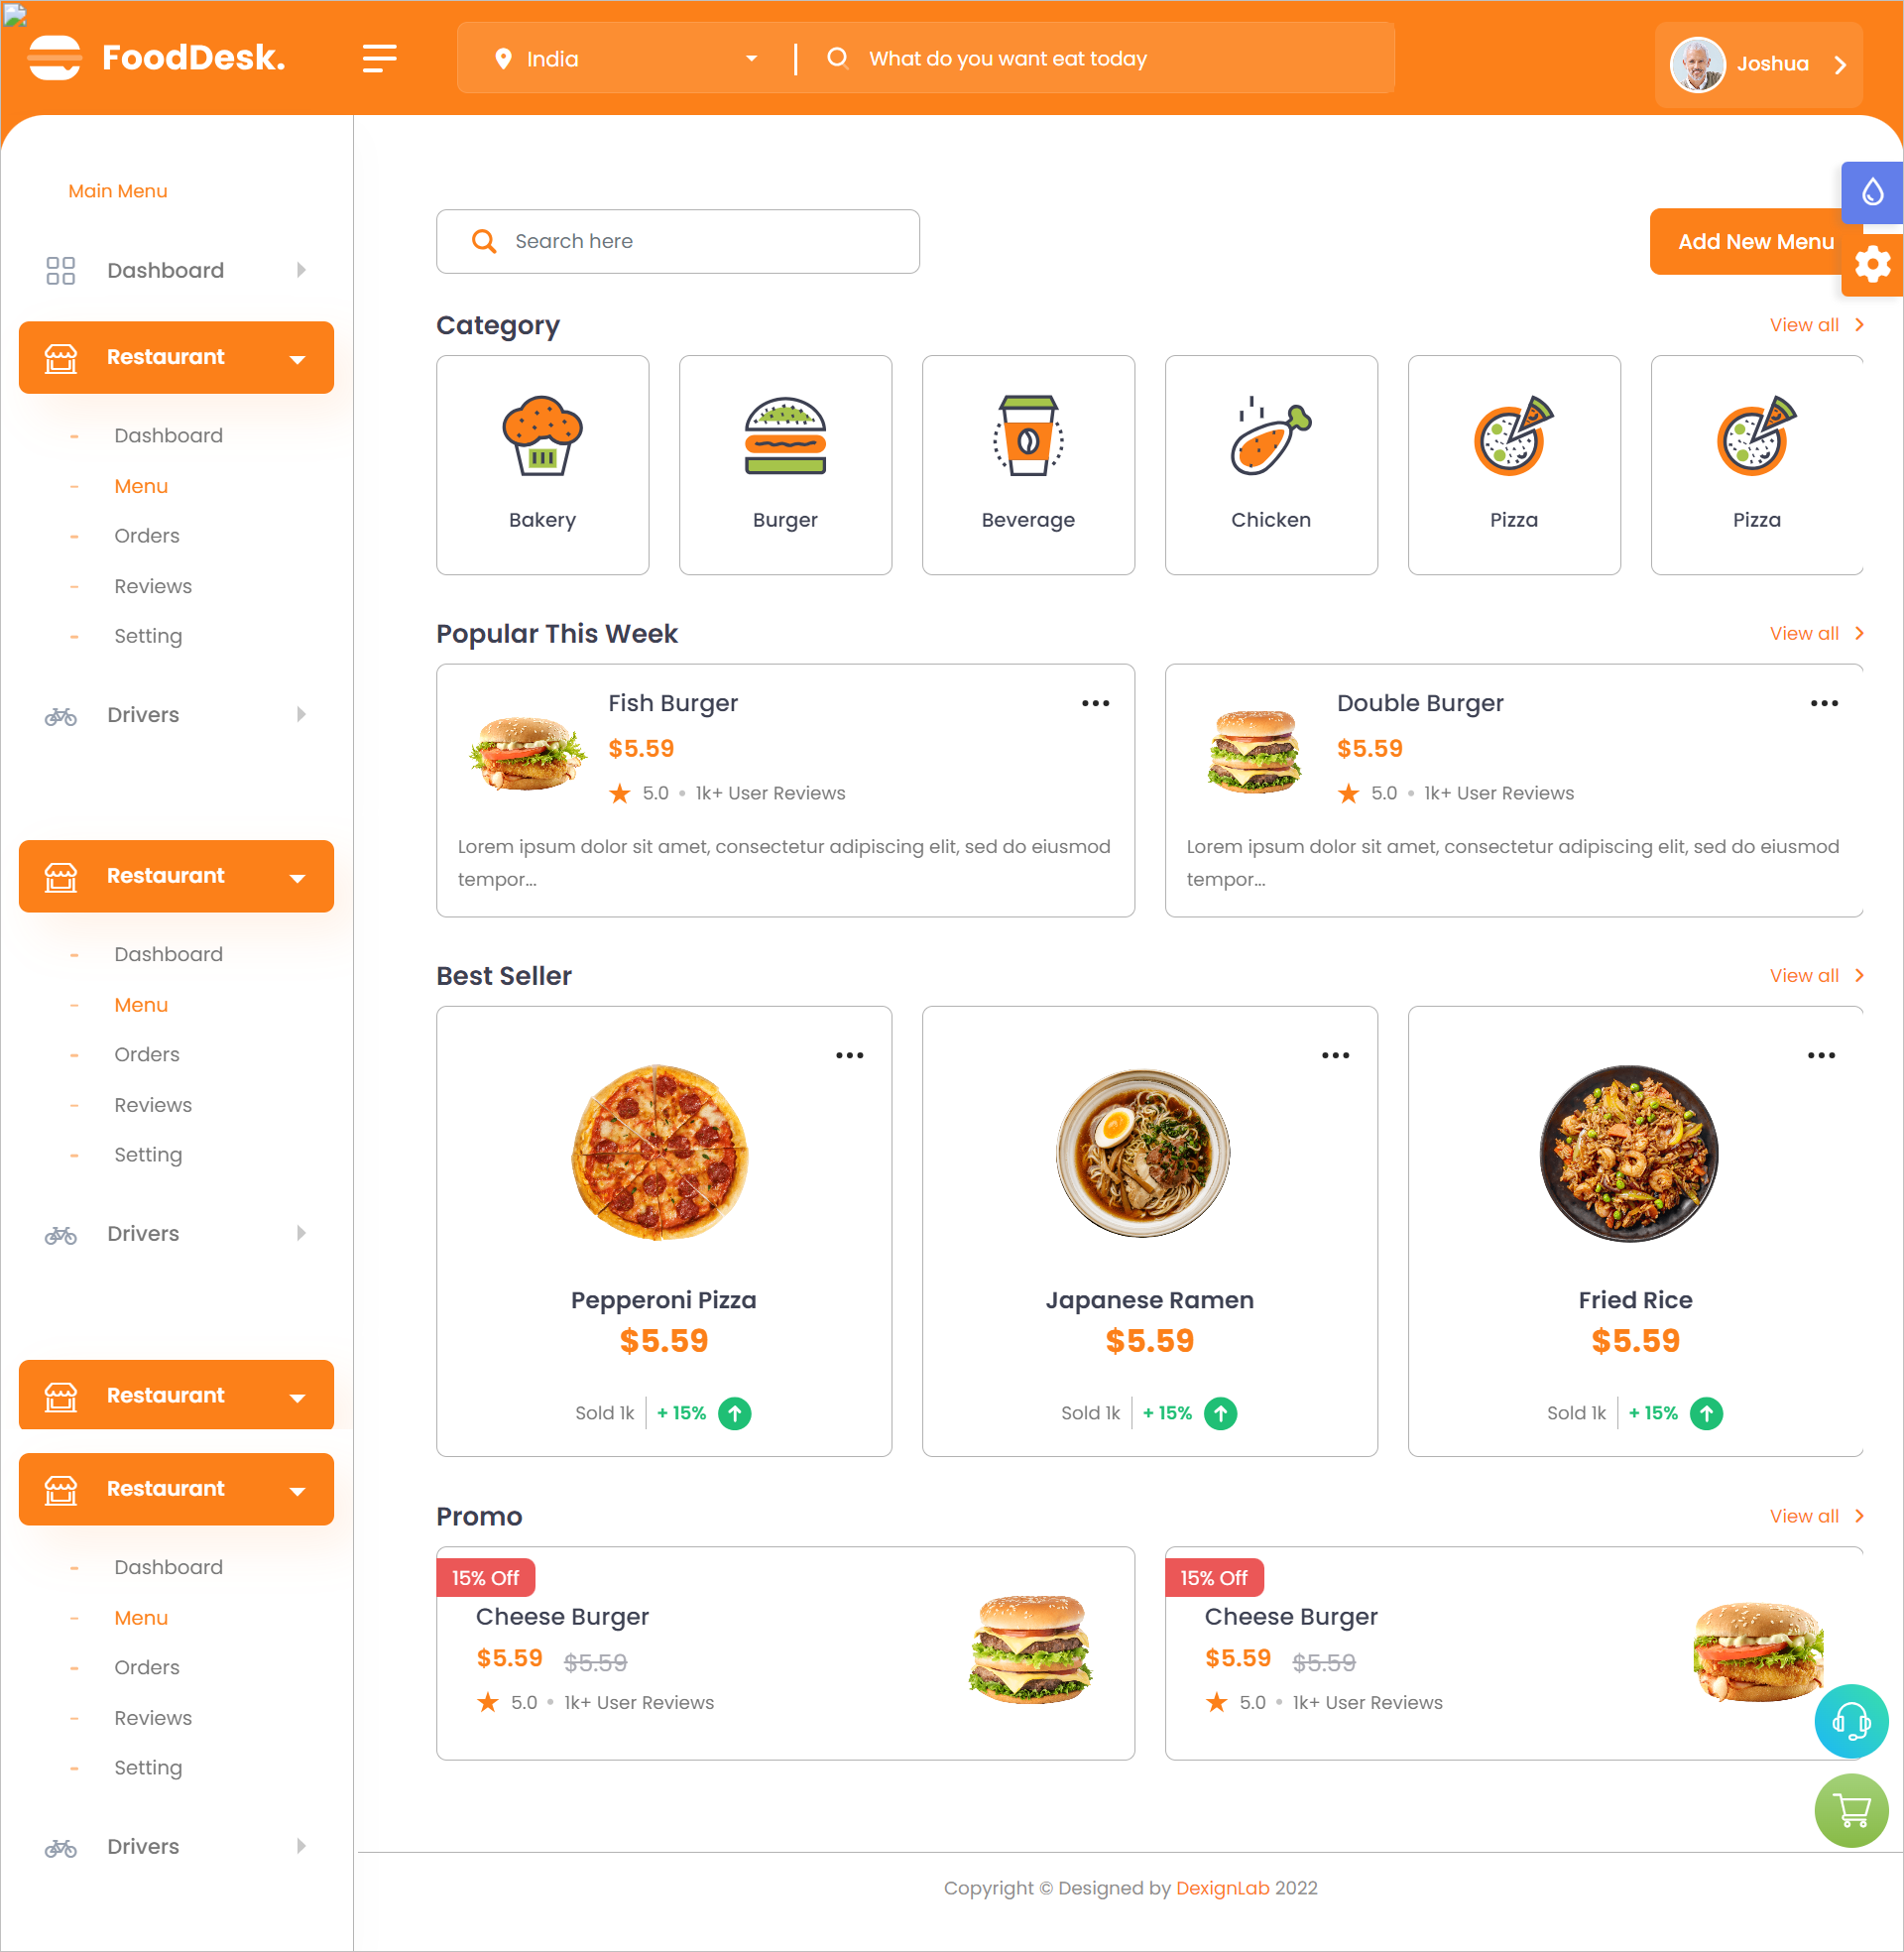 FoodDesk.
India
What do you want eat today
Joshua
Main Menu
Dashboard
Restaurant
Dashboard
Menu
Orders
Reviews
Setting
Drivers
Restaurant
Dashboard
Menu
Orders
Reviews
Setting
Drivers
Restaurant
Restaurant
Dashboard
Menu
Orders
Reviews
Setting
Drivers
Search here
Add New Menu
Category
View all
Bakery
Burger
Beverage
Chicken
Pizza
Pizza
Popular This Week
View all
Fish Burger
$5.59
5.0 • 1k+ User Reviews
Lorem ipsum dolor sit amet, consectetur adipiscing elit, sed do eiusmod
tempor...
Double Burger
$5.59
5.0 • 1k+ User Reviews
Lorem ipsum dolor sit amet, consectetur adipiscing elit, sed do eiusmod
tempor...
Best Seller
View all
Pepperoni Pizza
$5.59
Sold 1k + 15%
Japanese Ramen
$5.59
Sold 1k + 15%
Fried Rice
$5.59
Sold 1k + 15%
Promo
View all
15% Off
Cheese Burger
$5.59 $5.59
5.0 • 1k+ User Reviews
15% Off
Cheese Burger
$5.59 $5.59
5.0 • 1k+ User Reviews
Copyright © Designed by DexignLab 2022